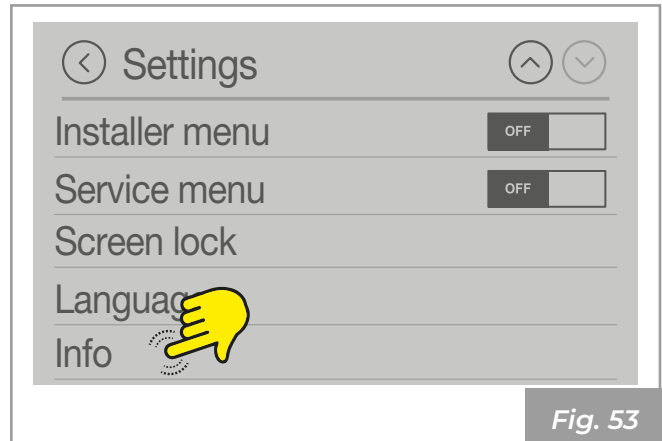 Settings
Installer menu OFF
Service menu OFF
Screen lock
Languag
Info
Fig. 53